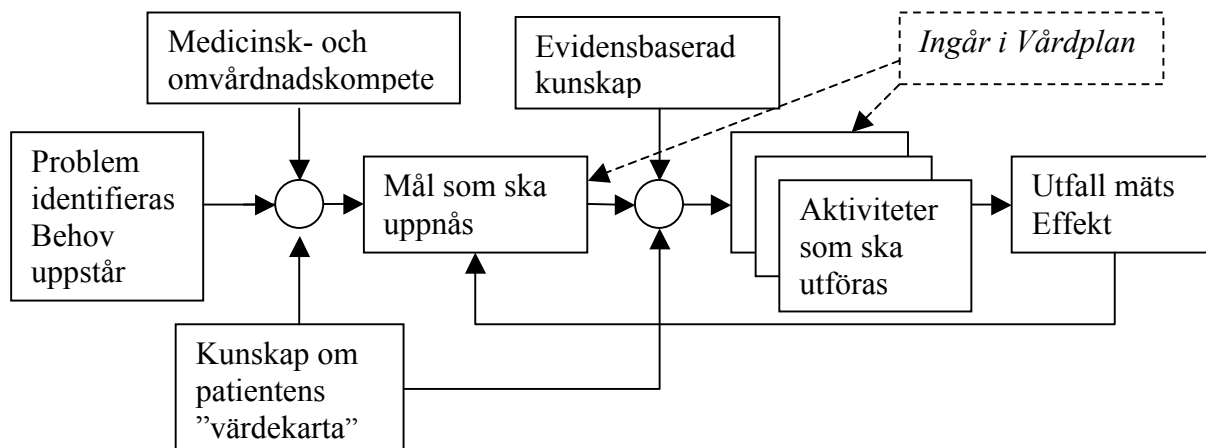 Medicinsk- och
omvårdnadskompete
Evidensbaserad
kunskap
Ingår i Vårdplan
Problem
identifieras
Behov
uppstår
Mål som ska
uppnås
Aktiviteter
som ska
utföras
Utfall mäts
Effekt
Kunskap om
patientens
”värdekarta”